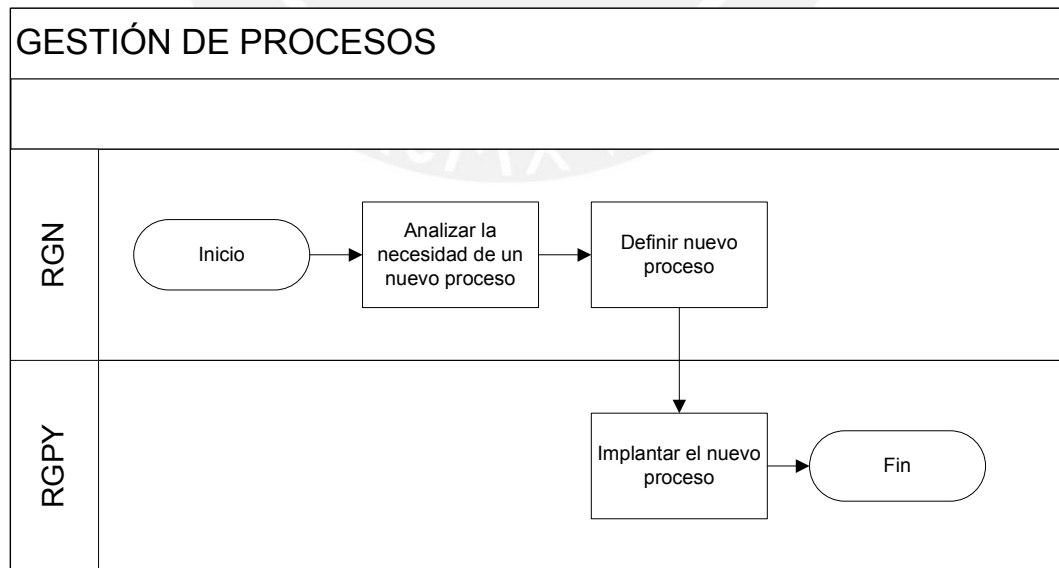 GESTIÓN DE PROCESOS
RGN
Inicio
Analizar la
necesidad de un
nuevo proceso
Definir nuevo
proceso
RGPY
Implantar el nuevo
proceso
Fin